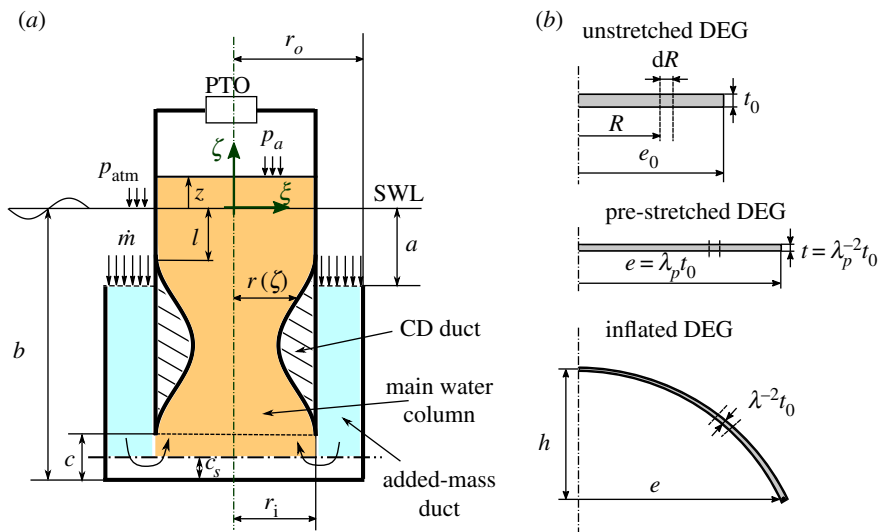 (a)
r_o
PTO
p_a
ζ
p_atm
z
ξ
SWL
ṁ
l
a
r(ζ)
b
CD duct
main water
column
c
c_s
added-mass
duct
r_i
(b)
unstretched DEG
dR
t_0
R
e_0
pre-stretched DEG
e = λ_p t_0
t = λ_p^{-2} t_0
inflated DEG
λ^{-2} t_0
h
e